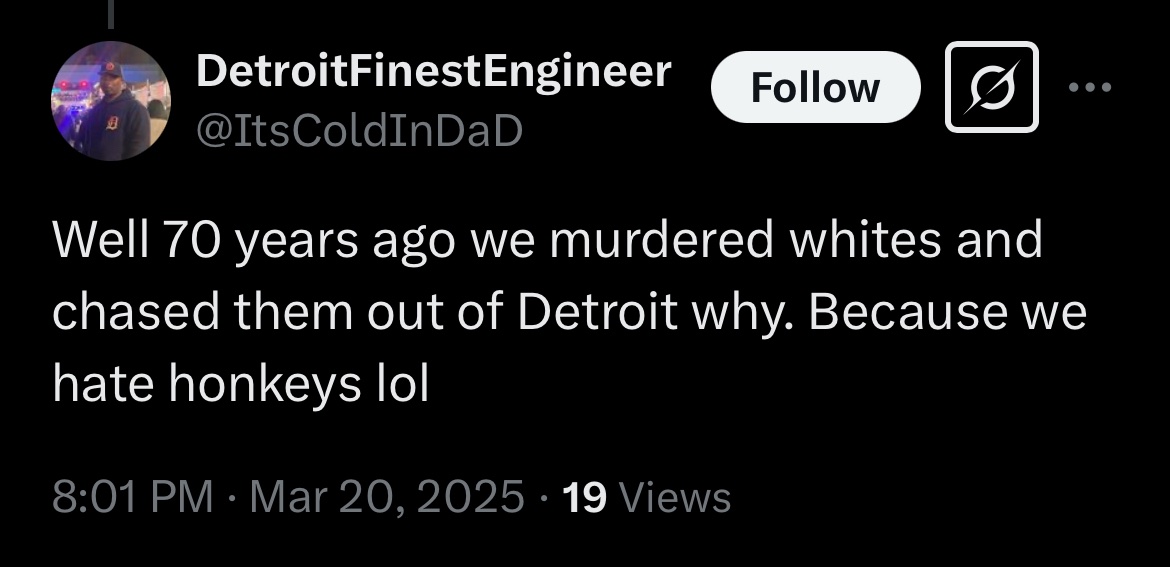 DetroitFinestEngineer
Follow
@ItsColdInDaD
Well 70 years ago we murdered whites and
chased them out of Detroit why. Because we
hate honkeys lol
8:01 PM · Mar 20, 2025 · 19 Views